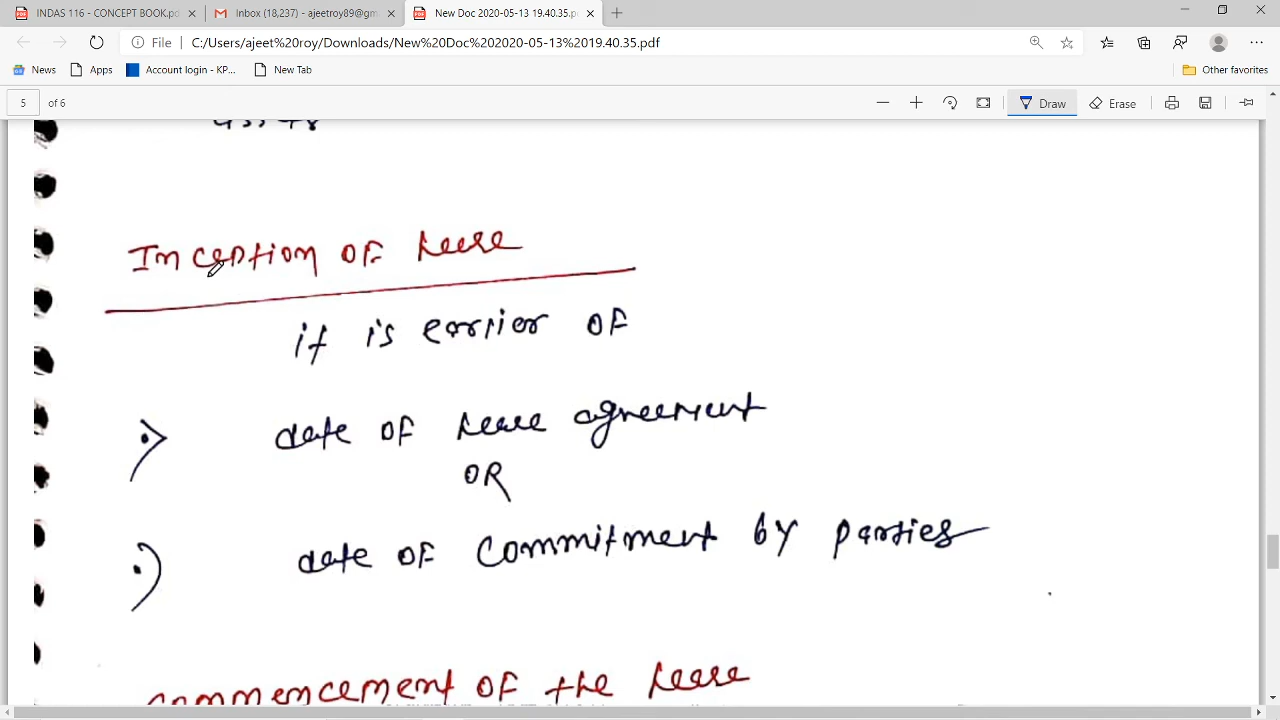 INDAS 116 - CONCEPT BOOK.pd
Inbox (18,237) - ajeetroy89@gm
New Doc 2020-05-13 19.40.35.p
File
C:/Users/ajeet%20roy/Downloads/New%20Doc%202020-05-13%2019.40.35.pdf
News
Apps
Account login - KP...
New Tab
Other favorites
5 of 6
Draw
Erase
Inception of Lease
it is earlier of
date of Lease agreement
OR
date of commitment by parties
commencement of the Lease